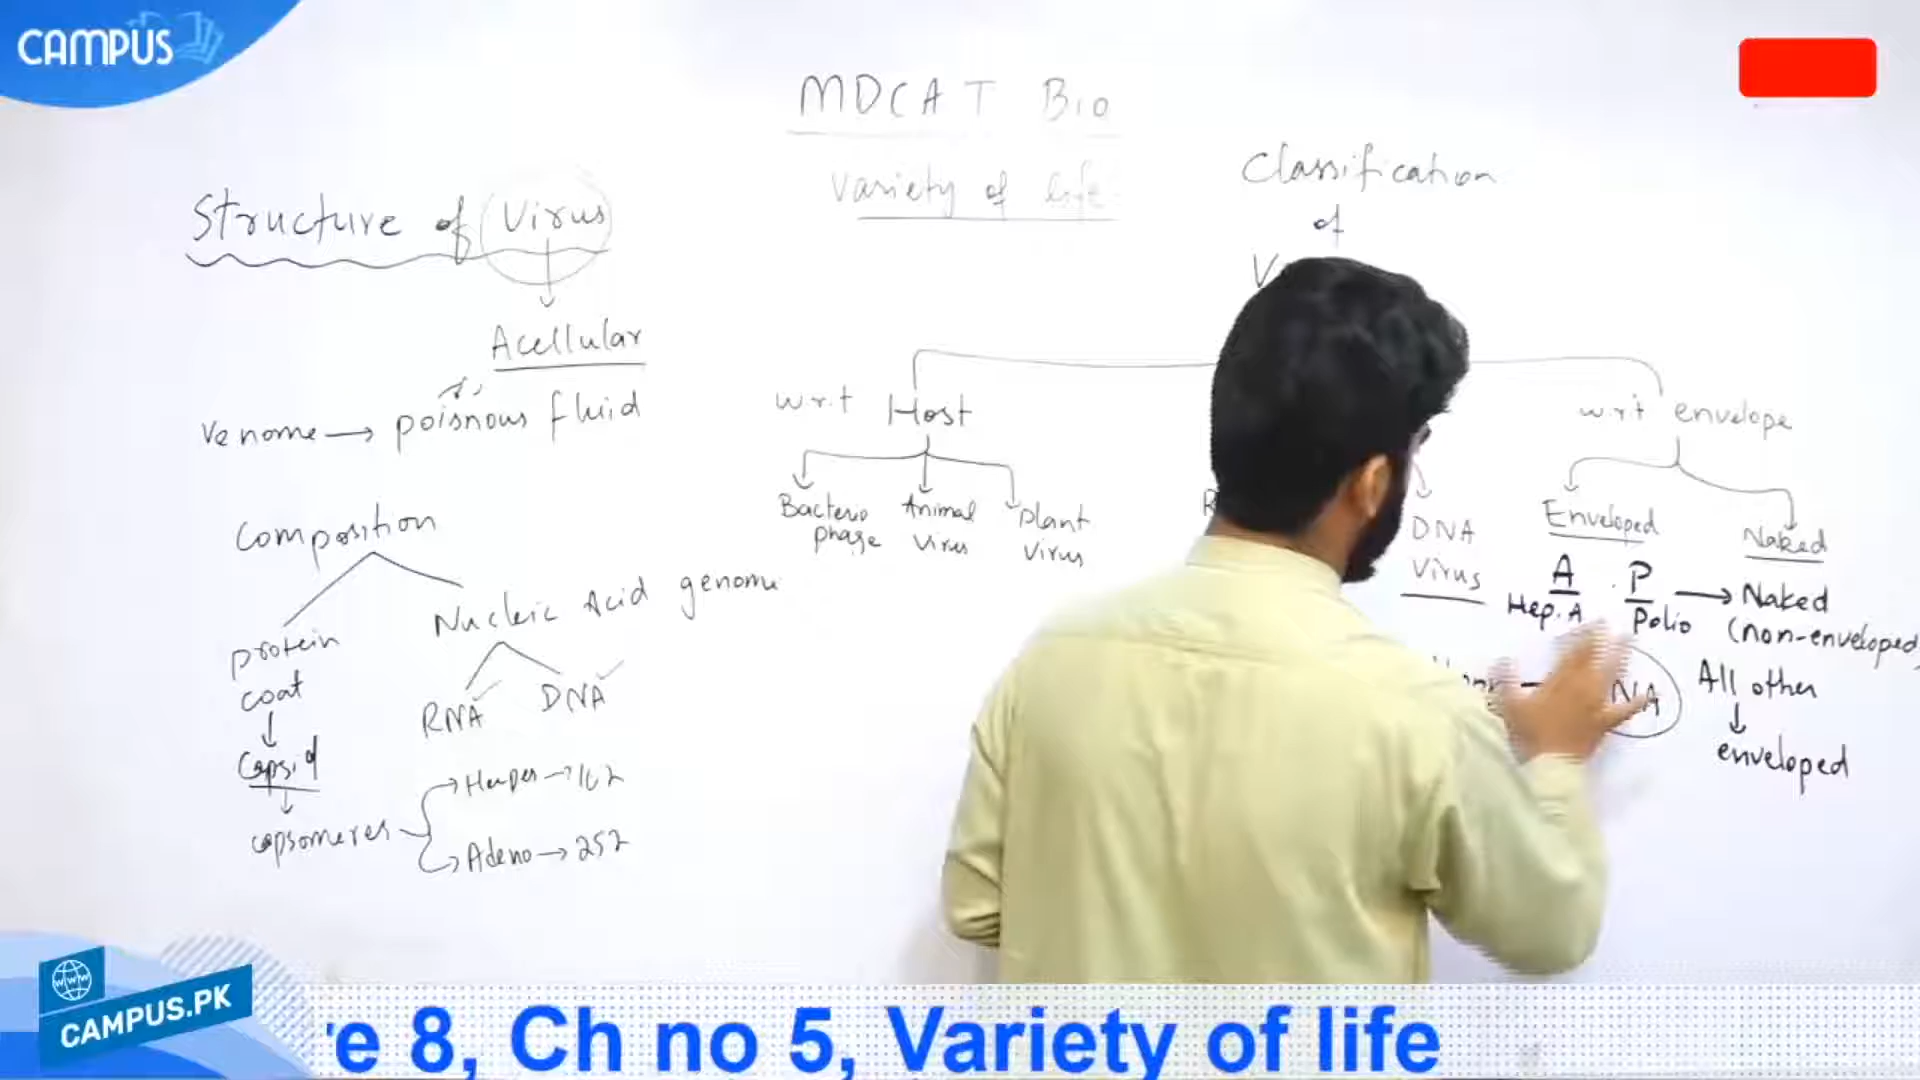 CAMPUS
MDCAT Bio
Variety of life
Structure of Virus
Acellular
Venome → poisnous fluid
Composition
protein
coat
Capsid
capsomeres
Nucleic Acid genome
RNA
DNA
Herpes → 162
Adeno → 252
Classification
of
w.r.t Host
Bacterio
phage
Animal
Virus
plant
virus
DNA
Virus
w.r.t envelope
Enveloped
Naked
A
Hep. A
P
Polio
→ Naked
(non-enveloped)
All other
enveloped
WWW
CAMPUS.PK
e 8, Ch no 5, Variety of life